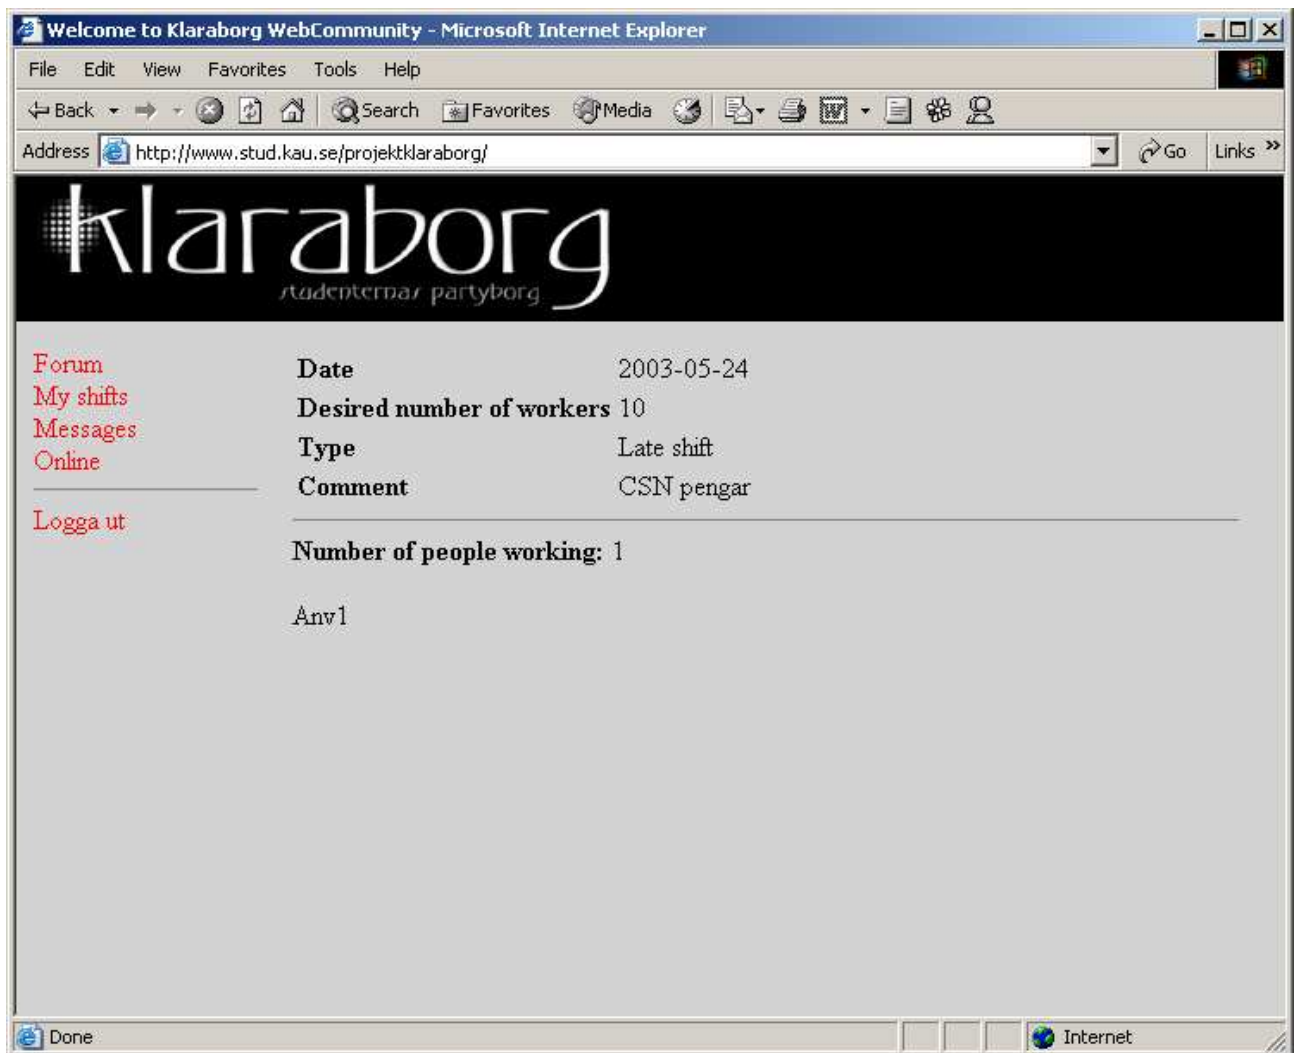 Welcome to Klaraborg WebCommunity - Microsoft Internet Explorer
File Edit View Favorites Tools Help
Back Search Favorites Media
Address http://www.stud.kau.se/projektklaraborg/ Go Links »
klaraborg
studenternas partyborg
Forum
My shifts
Messages
Online
Logga ut
Date 2003-05-24
Desired number of workers 10
Type Late shift
Comment CSN pengar
Number of people working: 1
Anv1
Done Internet